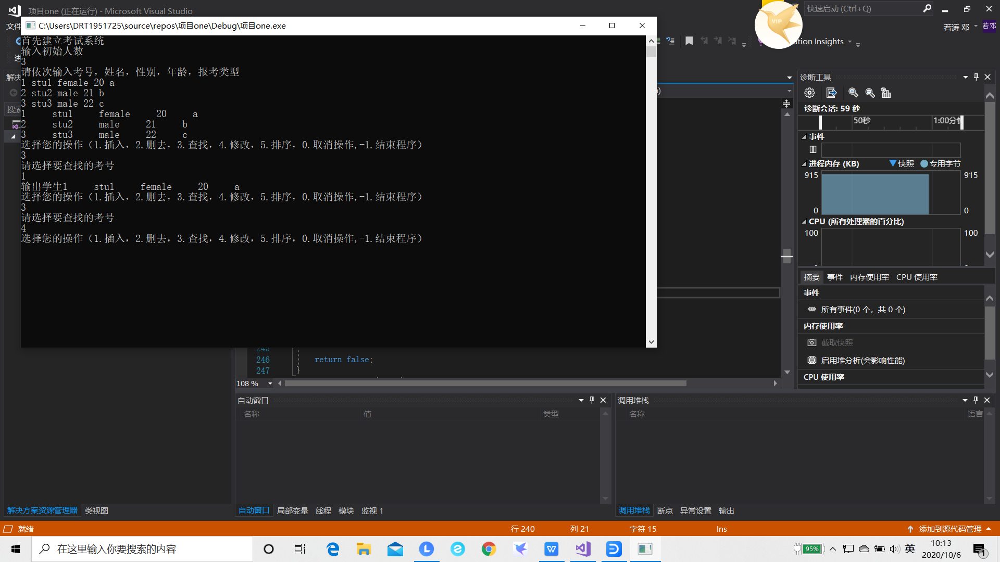 项目one (正在运行) - Microsoft Visual Studio
快速启动 (Ctrl+Q)
文件
若涛 邓
若邓
C:\Users\DRT1951725\source\repos\项目one\Debug\项目one.exe
VIP
ation Insights
进
首先建立考试系统
输入初始人数
3
请依次输入考号，姓名，性别，年龄，报考类型
1 stu1 female 20 a
2 stu2 male 21 b
3 stu3 male 22 c
1 stu1 female 20 a
2 stu2 male 21 b
3 stu3 male 22 c
选择您的操作（1.插入，2.删去，3.查找，4.修改，5.排序，0.取消操作,-1.结束程序）
3
请选择要查找的考号
1
输出学生1 stu1 female 20 a
选择您的操作（1.插入，2.删去，3.查找，4.修改，5.排序，0.取消操作,-1.结束程序）
3
请选择要查找的考号
4
选择您的操作（1.插入，2.删去，3.查找，4.修改，5.排序，0.取消操作,-1.结束程序）
解决
搜索
246 return false;
247 }
108 %
诊断工具
诊断会话: 59 秒
50秒 1:00分钟
事件
进程内存 (KB) 快照 专用字节
915 915
0 0
CPU (所有处理器的百分比)
100 100
摘要 事件 内存使用率 CPU 使用率
事件
所有事件(0 个，共 0 个)
内存使用率
截取快照
启用堆分析(会影响性能)
CPU 使用率
自动窗口
名称 值 类型
调用堆栈
名称 语言
解决方案资源管理器 类视图
自动窗口 局部变量 线程 模块 监视 1
调用堆栈 断点 异常设置 输出
就绪 行 240 列 21 字符 15 Ins 添加到源代码管理
在这里输入你要搜索的内容
95%
英
10:13
2020/10/6
1